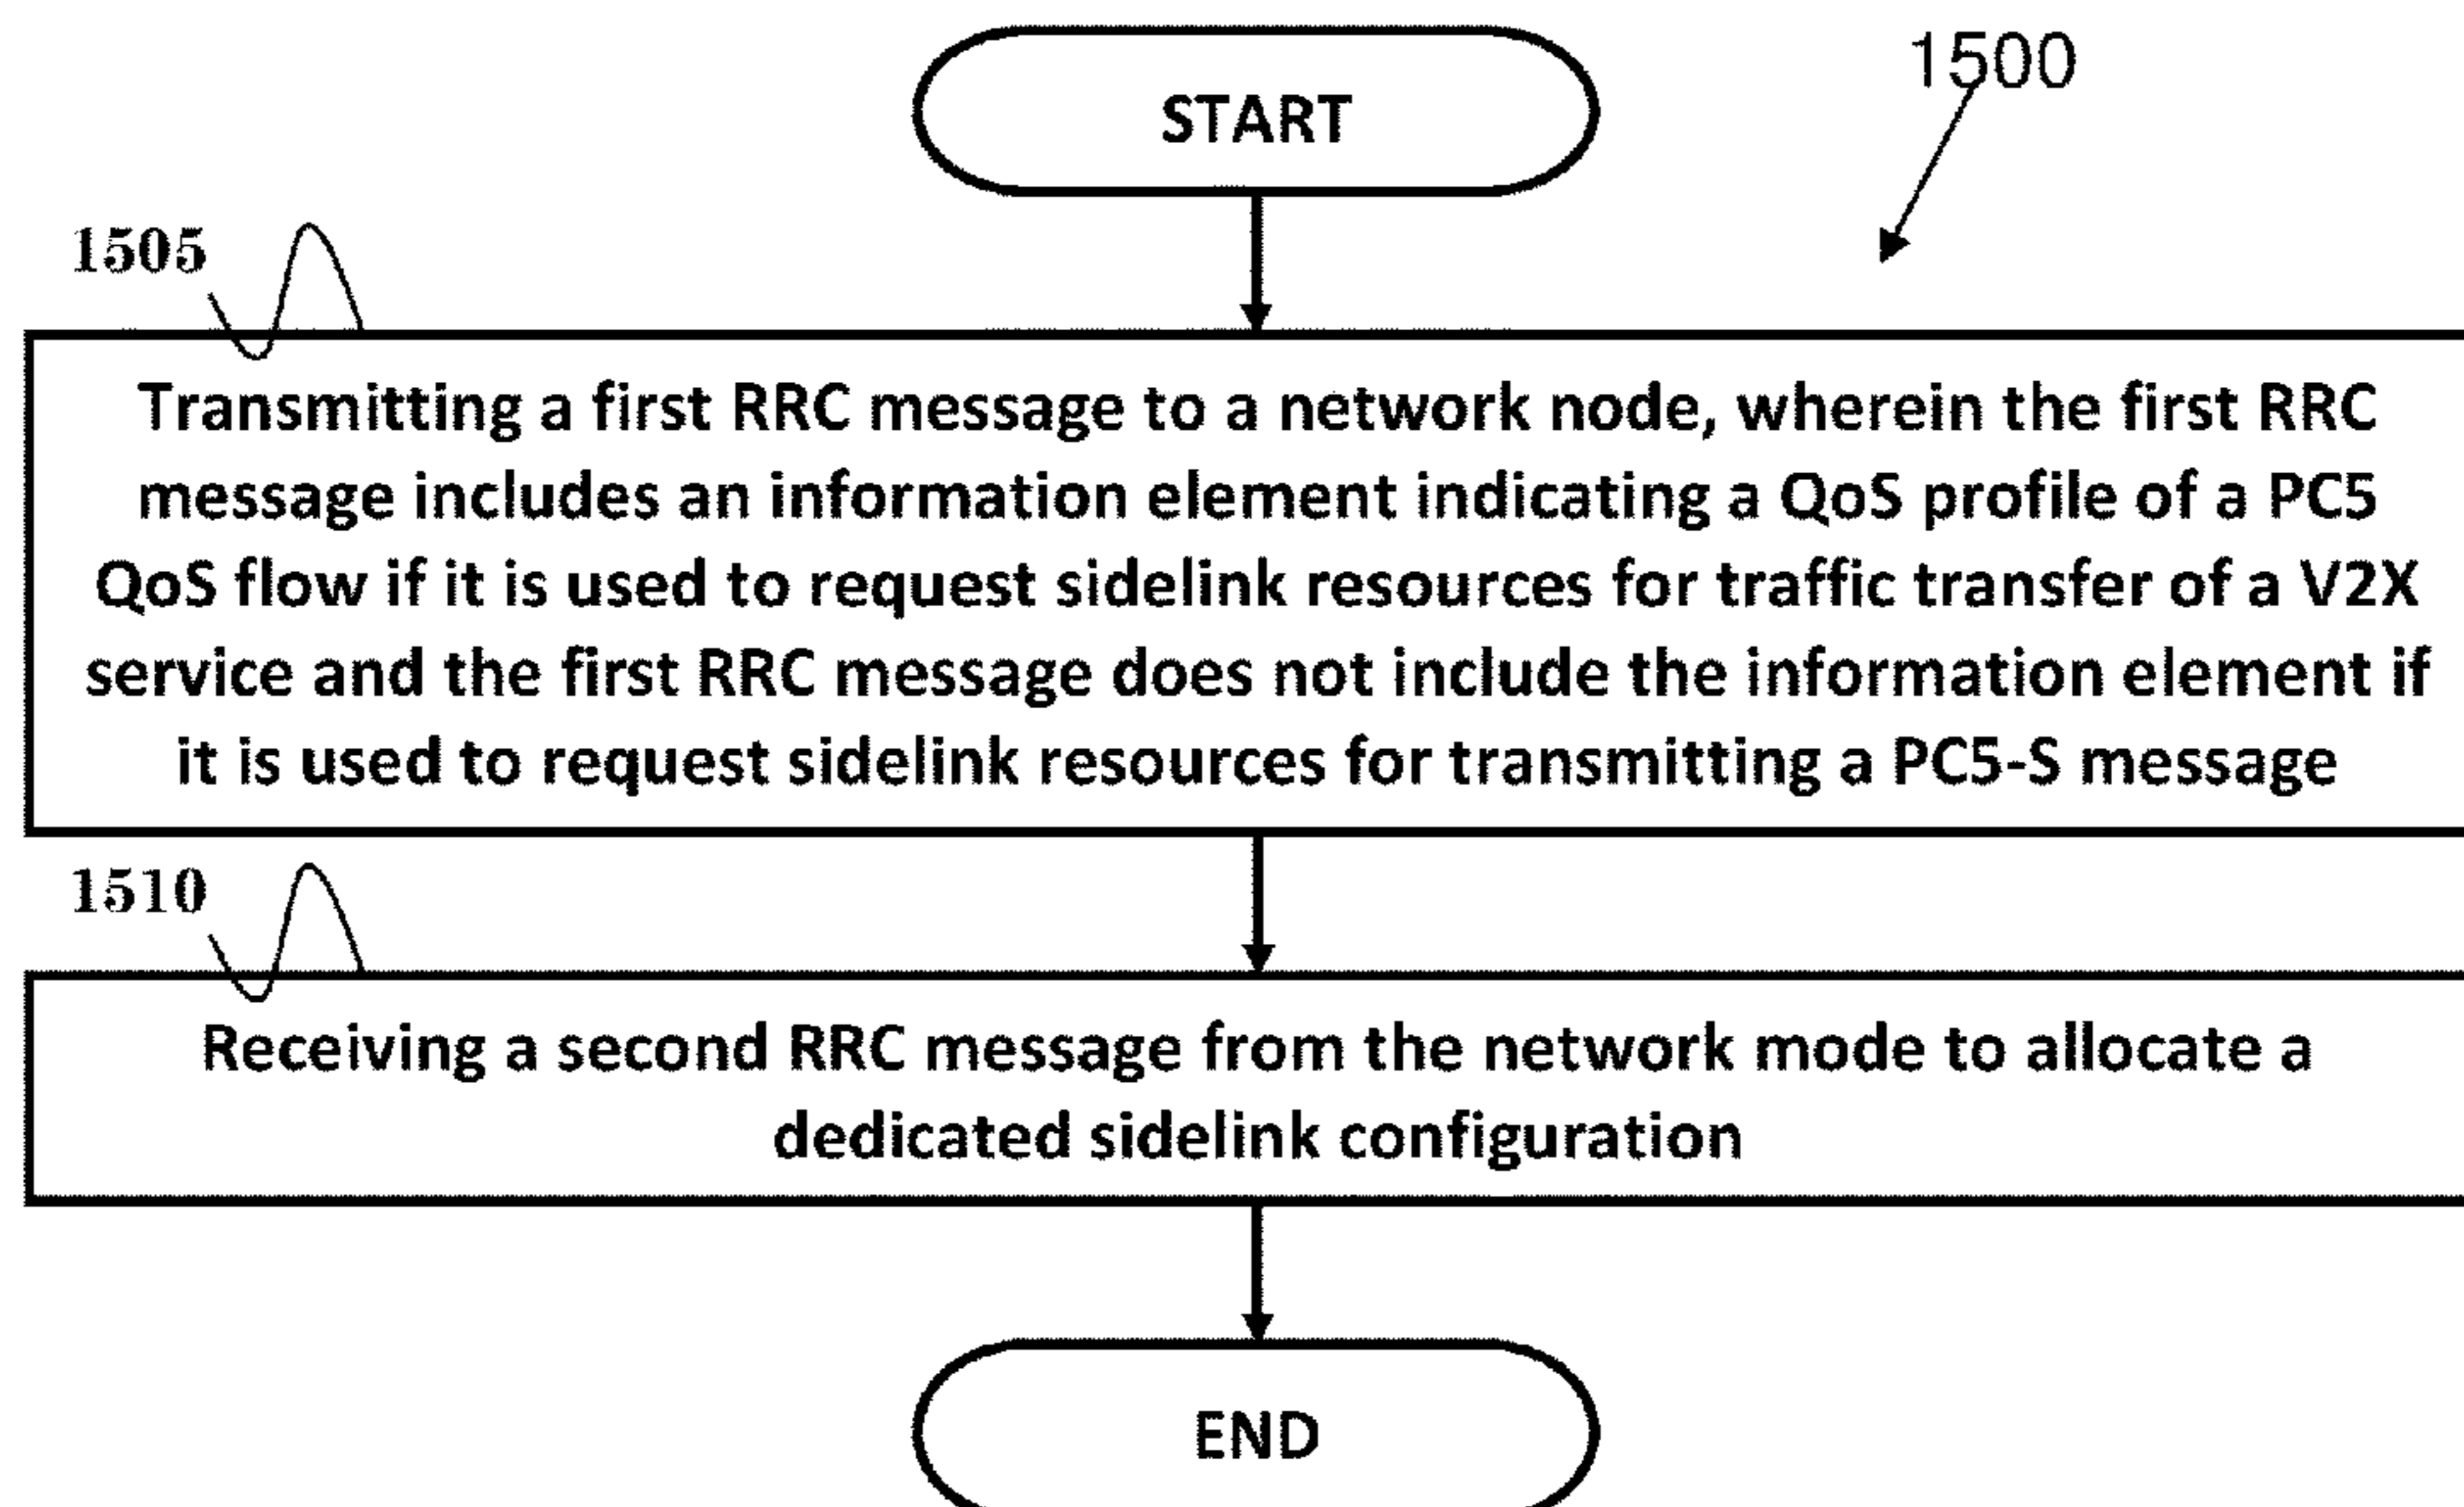 START
1500
1505
Transmitting a first RRC message to a network node, wherein the first RRC
message includes an information element indicating a QoS profile of a PC5
QoS flow if it is used to request sidelink resources for traffic transfer of a V2X
service and the first RRC message does not include the information element if
it is used to request sidelink resources for transmitting a PC5-S message
1510
Receiving a second RRC message from the network mode to allocate a
dedicated sidelink configuration
END